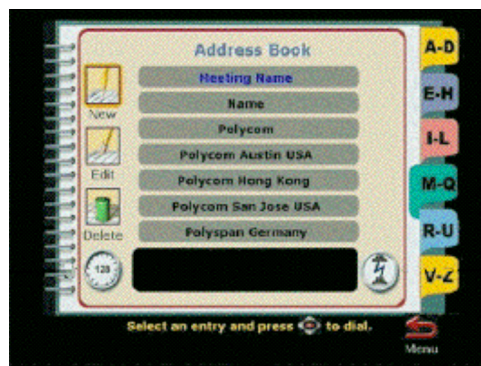 Address Book
A-D
Meeting Name
E-H
New
Name
Polycom
I-L
Polycom Austin USA
Edit
Polycom Hong Kong
M-Q
Polycom San Jose USA
Delete
Polyspan Germany
R-U
128
V-Z
Select an entry and press to dial.
Menu